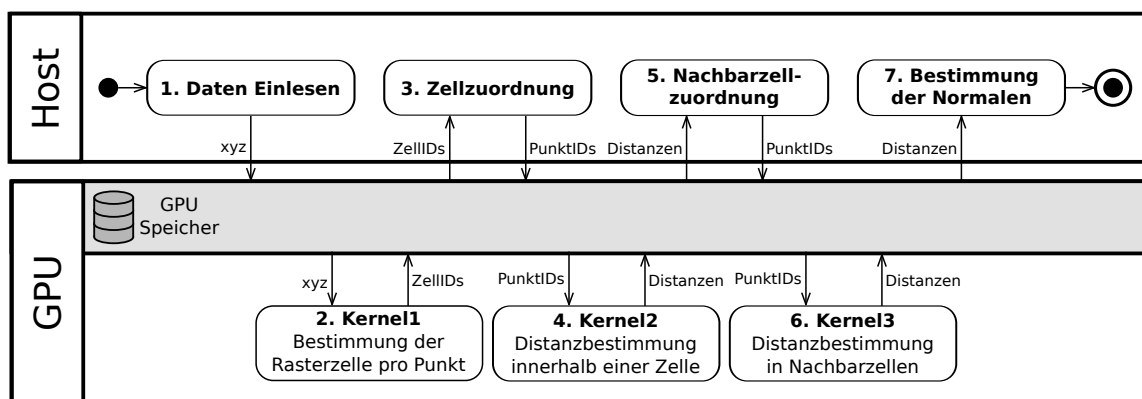 Host
1. Daten Einlesen
3. Zellzuordnung
5. Nachbarzell-
zuordnung
7. Bestimmung
der Normalen
xyz
ZellIDs
PunktIDs
Distanzen
PunktIDs
Distanzen
GPU
GPU
Speicher
xyz
ZellIDs
PunktIDs
Distanzen
PunktIDs
Distanzen
2. Kernel1
Bestimmung der
Rasterzelle pro Punkt
4. Kernel2
Distanzbestimmung
innerhalb einer Zelle
6. Kernel3
Distanzbestimmung
in Nachbarzellen